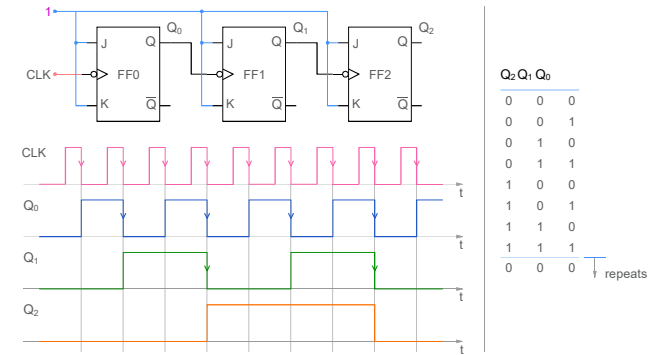 1
Q₀ Q₁ Q₂
J Q J Q J Q
CLK FF0 FF1 FF2
K Q̅ K Q̅ K Q̅
CLK
t
Q₀
t
Q₁
t
Q₂
t
Q₂ Q₁ Q₀
0 0 0
0 0 1
0 1 0
0 1 1
1 0 0
1 0 1
1 1 0
1 1 1
0 0 0
repeats